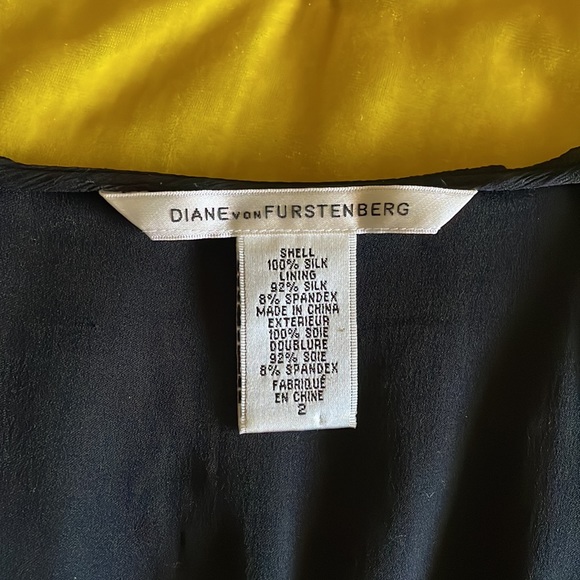 DIANE VON FURSTENBERG
SHELL
100% SILK
LINING
92% SILK
8% SPANDEX
MADE IN CHINA
EXTERIEUR
100% SOIE
DOUBLURE
92% SOIE
8% SPANDEX
FABRIQUÉ
EN CHINE
2